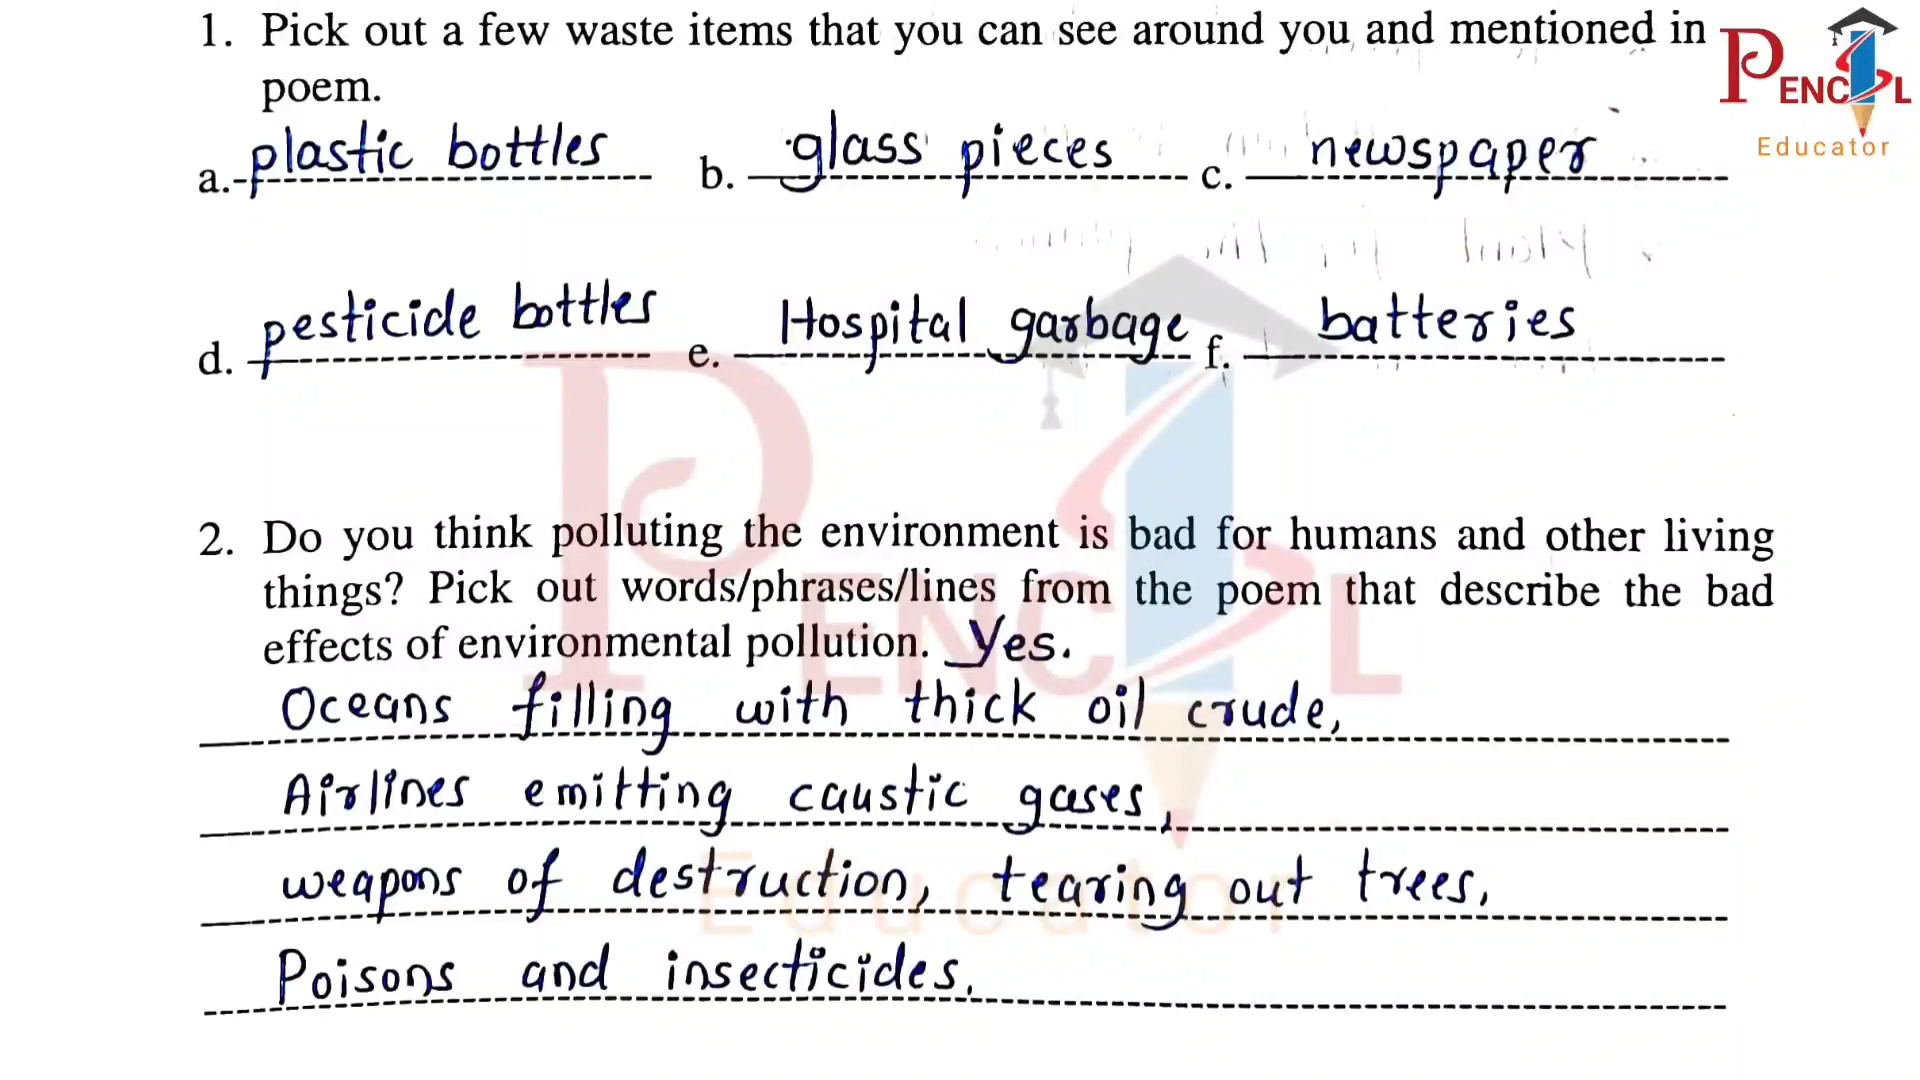 1. Pick out a few waste items that you can see around you and mentioned in
poem.
PENCIL
Educator
a. plastic bottles b. glass pieces c. newspaper
d. pesticide bottles e. Hospital garbage f. batteries
2. Do you think polluting the environment is bad for humans and other living
things? Pick out words/phrases/lines from the poem that describe the bad
effects of environmental pollution. Yes.
Oceans filling with thick oil crude,
Airlines emitting caustic gases,
weapons of destruction, tearing out trees,
Poisons and insecticides.
PENCIL
Educator